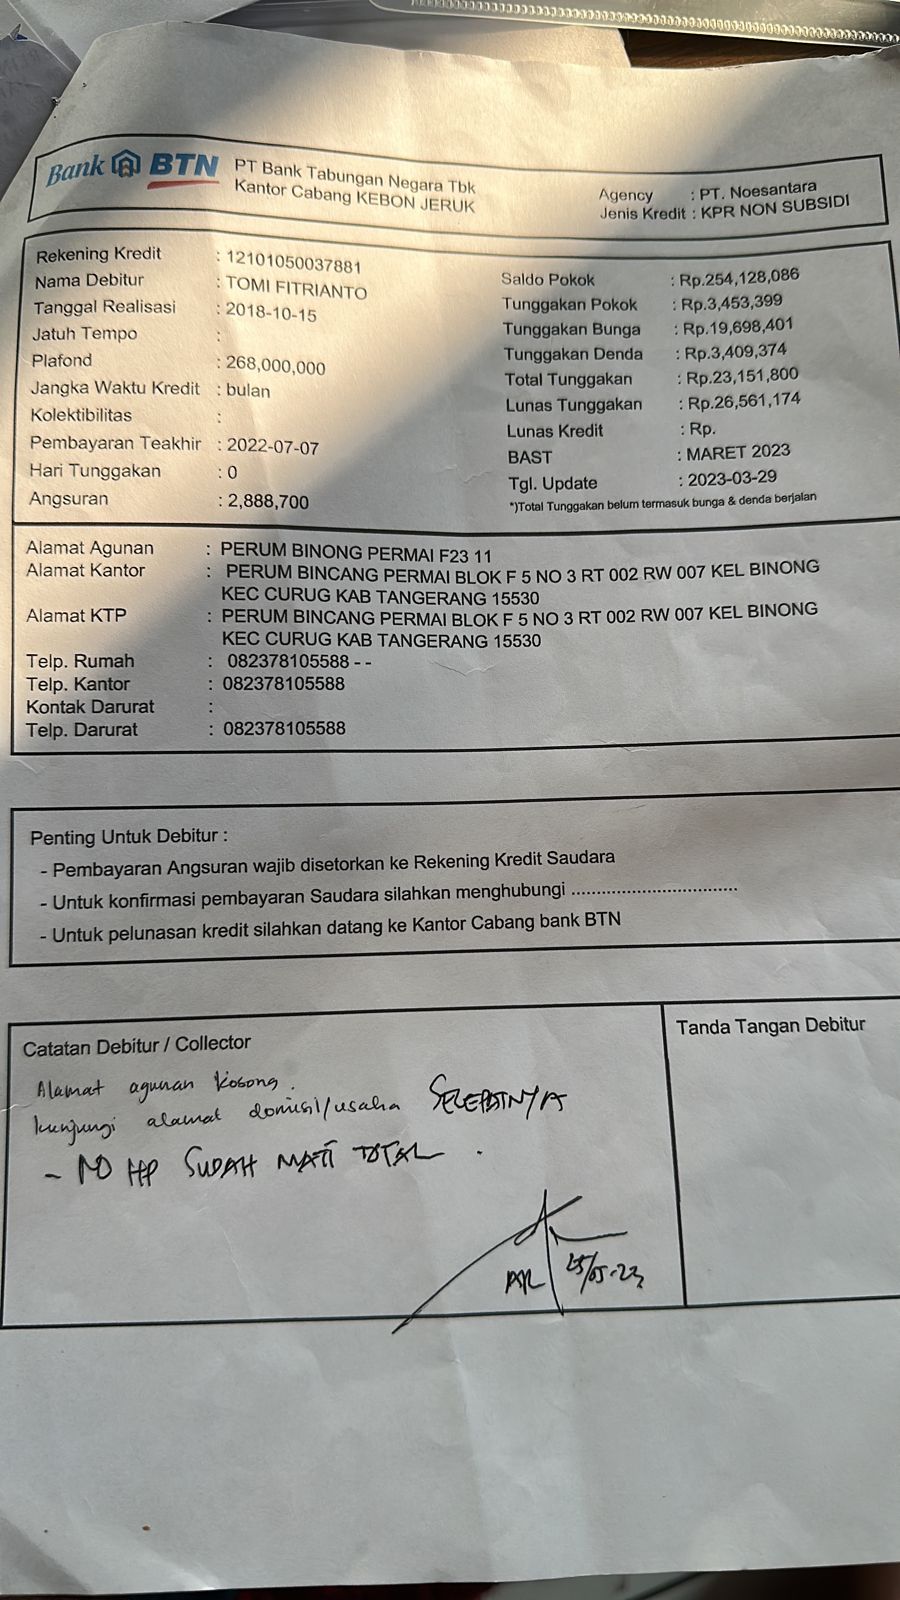 Bank BTN
PT Bank Tabungan Negara Tbk
Kantor Cabang KEBON JERUK
Agency : PT. Noesantara
Jenis Kredit : KPR NON SUBSIDI
Rekening Kredit : 12101050037881
Nama Debitur : TOMI FITRIANTO
Tanggal Realisasi : 2018-10-15
Jatuh Tempo :
Plafond : 268,000,000
Jangka Waktu Kredit : bulan
Kolektibilitas :
Pembayaran Teakhir : 2022-07-07
Hari Tunggakan : 0
Angsuran : 2,888,700
Saldo Pokok : Rp.254,128,086
Tunggakan Pokok : Rp.3,453,399
Tunggakan Bunga : Rp.19,698,401
Tunggakan Denda : Rp.3,409,374
Total Tunggakan : Rp.23,151,800
Lunas Tunggakan : Rp.26,561,174
Lunas Kredit : Rp.
BAST : MARET 2023
Tgl. Update : 2023-03-29
*)Total Tunggakan belum termasuk bunga & denda berjalan
Alamat Agunan : PERUM BINONG PERMAI F23 11
Alamat Kantor : PERUM BINCANG PERMAI BLOK F 5 NO 3 RT 002 RW 007 KEL BINONG
KEC CURUG KAB TANGERANG 15530
Alamat KTP : PERUM BINCANG PERMAI BLOK F 5 NO 3 RT 002 RW 007 KEL BINONG
KEC CURUG KAB TANGERANG 15530
Telp. Rumah : 082378105588 - -
Telp. Kantor : 082378105588
Kontak Darurat :
Telp. Darurat : 082378105588
Penting Untuk Debitur :
- Pembayaran Angsuran wajib disetorkan ke Rekening Kredit Saudara
- Untuk konfirmasi pembayaran Saudara silahkan menghubungi .................................
- Untuk pelunasan kredit silahkan datang ke Kantor Cabang bank BTN
Catatan Debitur / Collector
Tanda Tangan Debitur
Alamat agunan kosong.
kunjungi alamat domisil/usaha
- NO HP SUDAH MATI TOTAL.